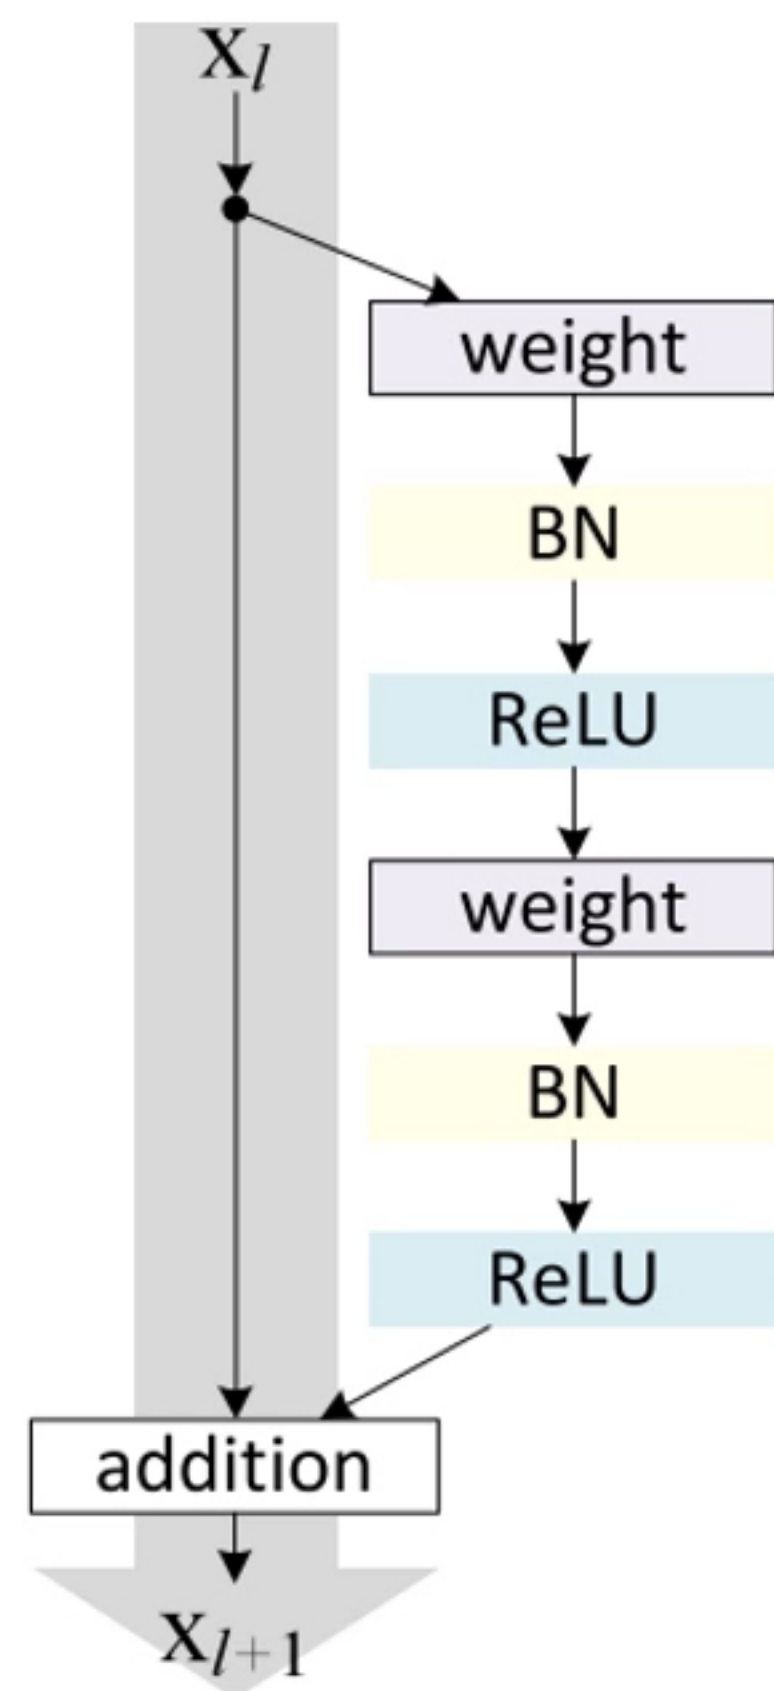 x_l
weight
BN
ReLU
weight
BN
ReLU
addition
x_{l+1}